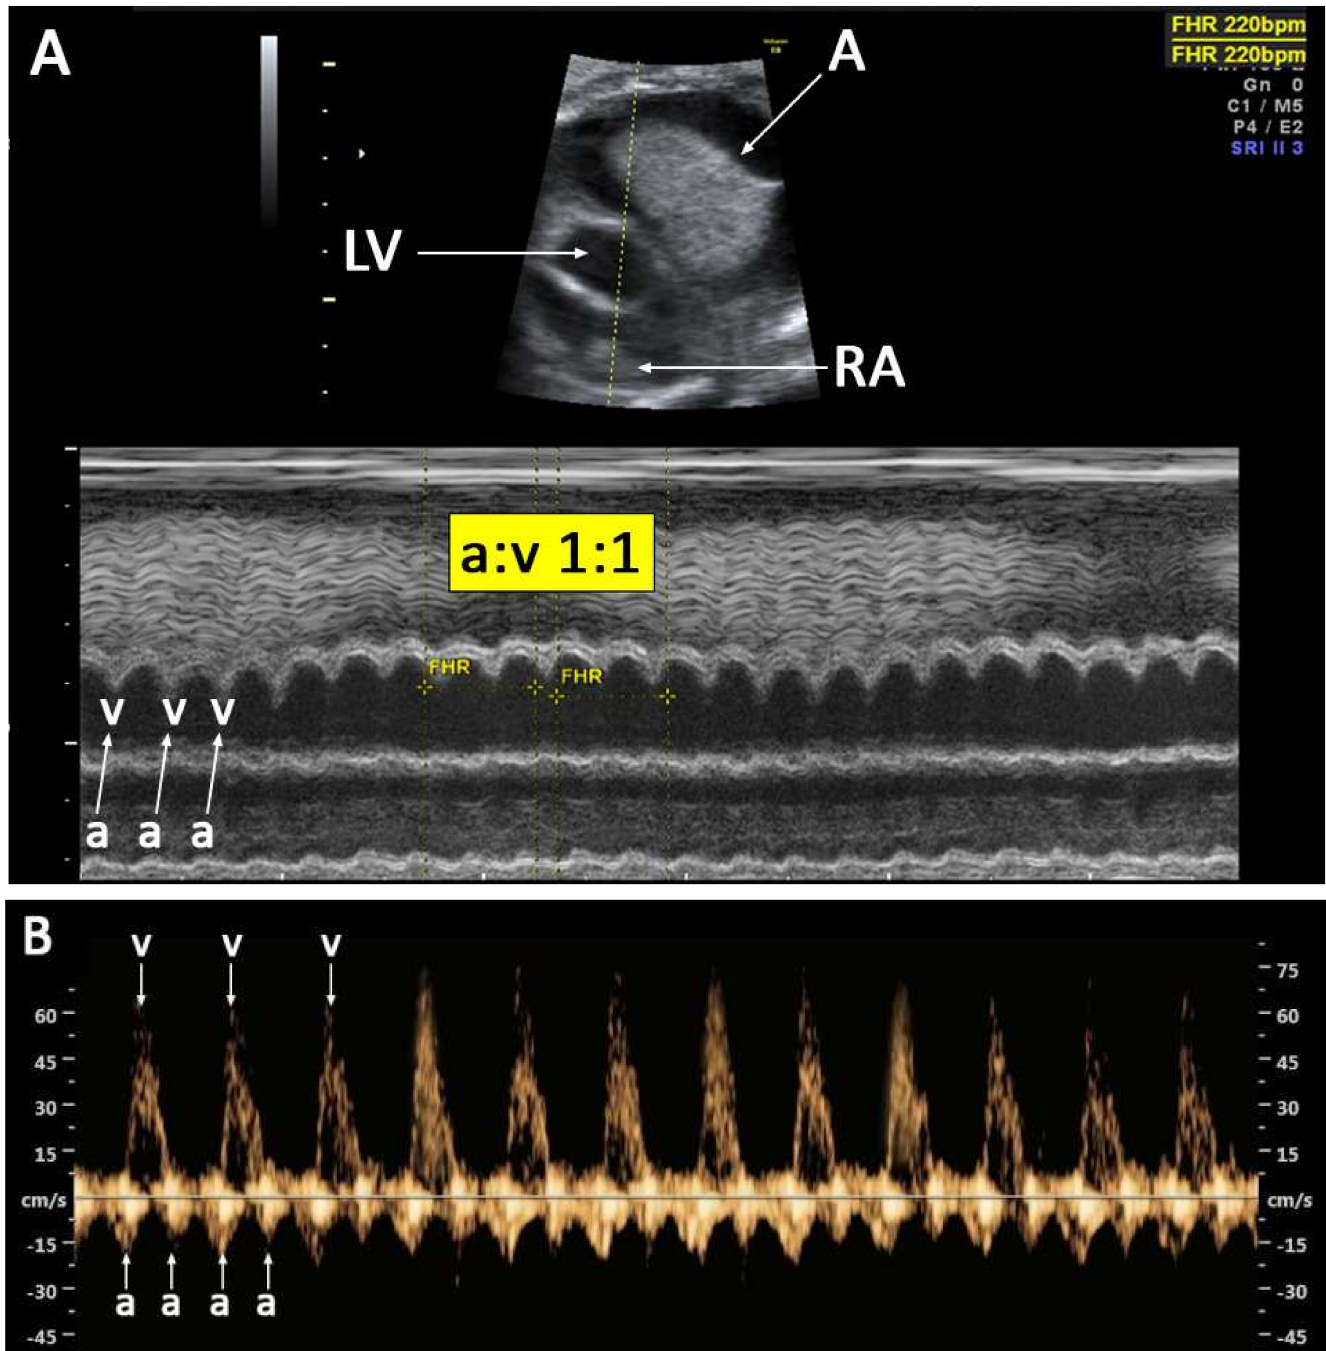 A
FHR 220bpm
FHR 220bpm
Gn 0
C1 / M5
P4 / E2
SRI II 3
A
LV
RA
a:v 1:1
FHR
FHR
v v v
a a a
B
v v v
75
60 60
45 45
30 30
15 15
cm/s cm/s
-15 -15
-30 -30
a a a a
-45 -45